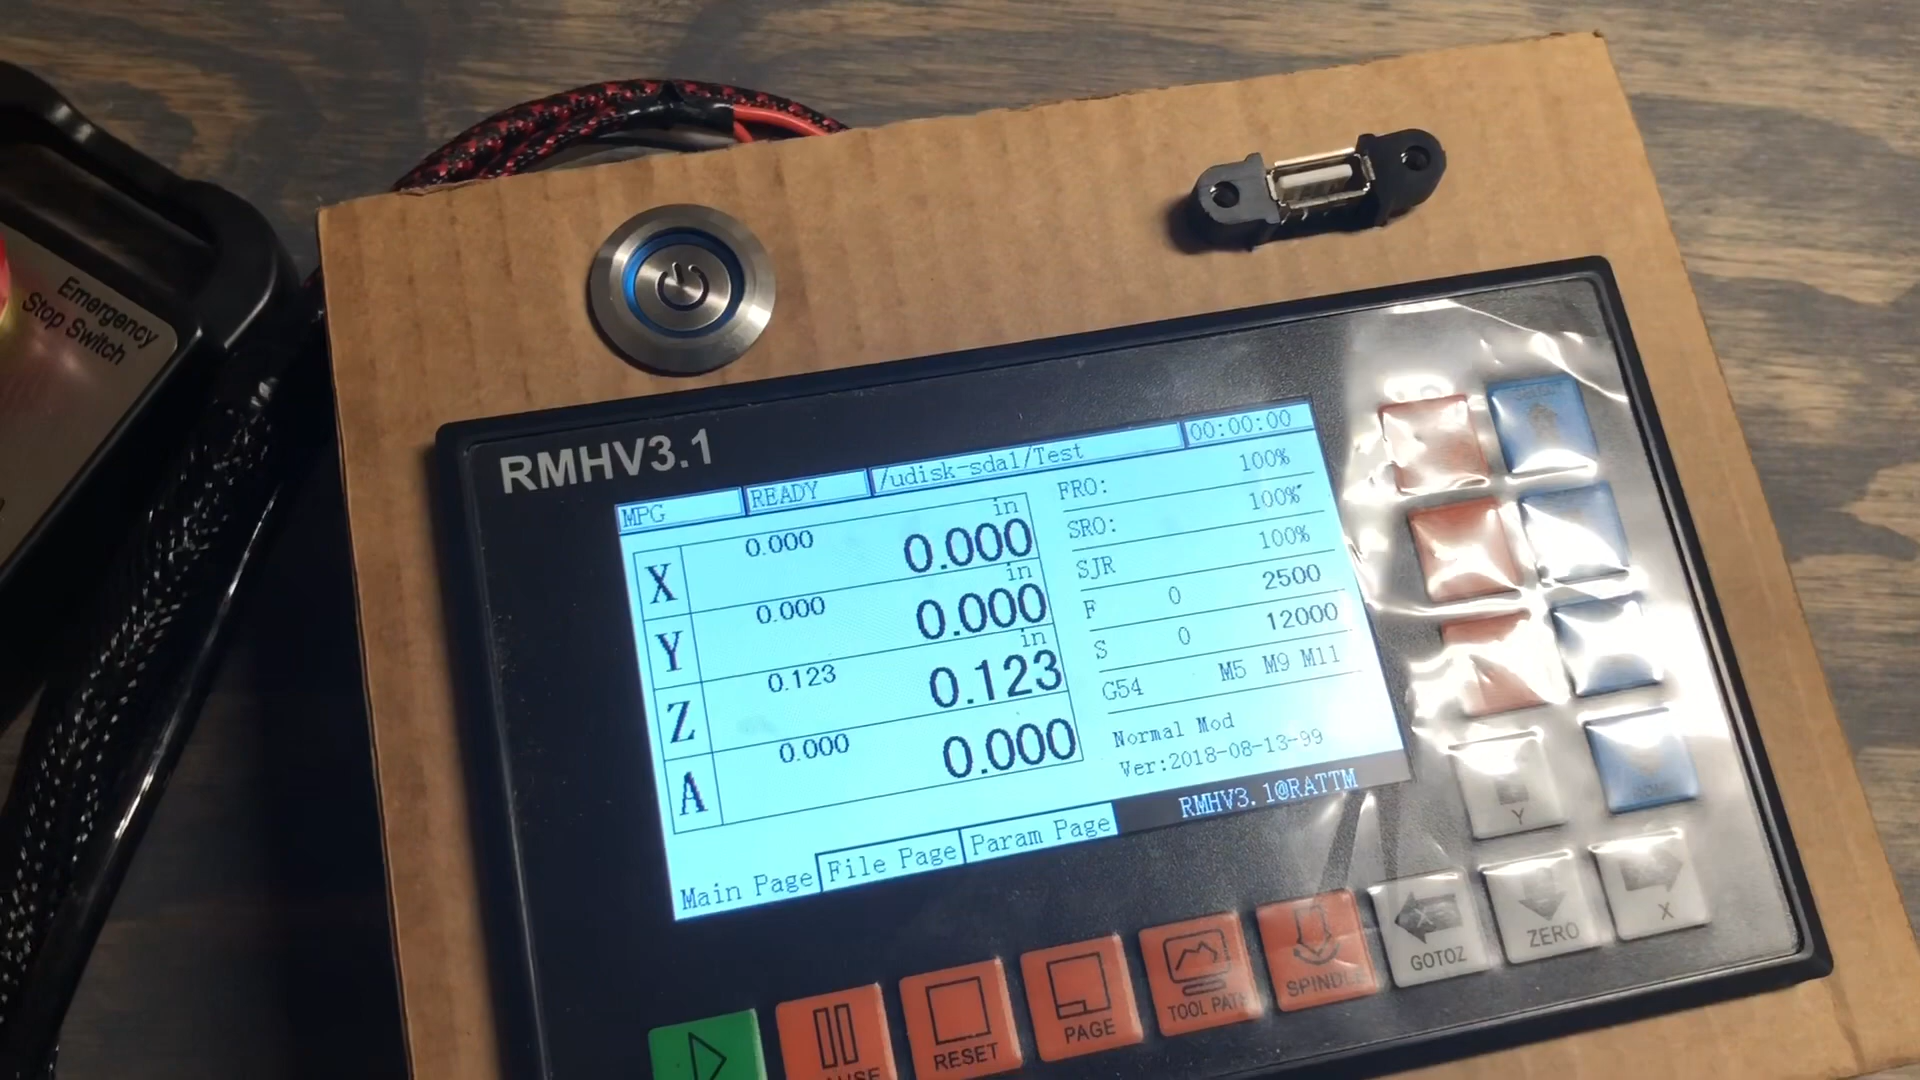 Emergency
Stop Switch
RMHV3.1
MPG
READY
/udisk-sda1/Test
00:00:00
X 0.000 in 0.000
Y 0.000 in 0.000
Z 0.123 in 0.123
A 0.000 0.000
FRO: 100%
SRO: 100%
SJR 100%
F 0 2500
S 0 12000
G54 M5 M9 M11
Normal Mod
Ver:2018-08-13-99
Main Page
File Page
Param Page
RMHV3.1@RATTM
Y
X
GOTOZ
ZERO
X
RESET
PAGE
TOOL PATH
SPINDLE